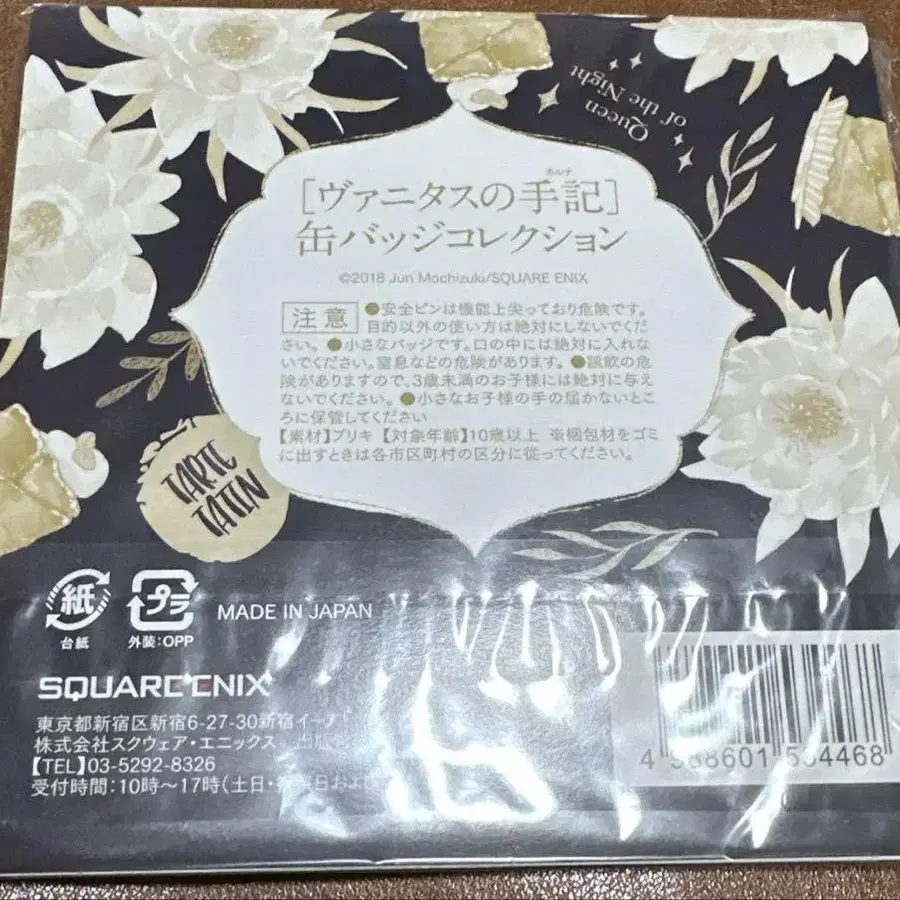 Queen
of the Night
カルテ
[ヴァニタスの手記]
缶バッジコレクション
©2018 Jun Mochizuki/SQUARE ENIX
注意 ●安全ピンは機能上尖っており危険です。
目的以外の使い方は絶対にしないでくだ
さい。 ●小さなバッジです。口の中には絶対に入れな
いでください。窒息などの危険があります。 ●誤飲の危
険がありますので、3歳未満のお子様には絶対に与え
ないでください。 ●小さなお子様の手の届かないとこ
ろに保管してください
【素材】ブリキ 【対象年齢】10歳以上 ※梱包材をゴミ
に出すときは各市区町村の区分に従ってください。
TARTE
TATIN
紙
台紙
プラ
外装:OPP
MADE IN JAPAN
SQUARE ENIX
東京都新宿区新宿6-27-30新宿イー
株式会社スクウェア・エニックス 出版
【TEL】03-5292-8326
受付時間:10時〜17時(土日・